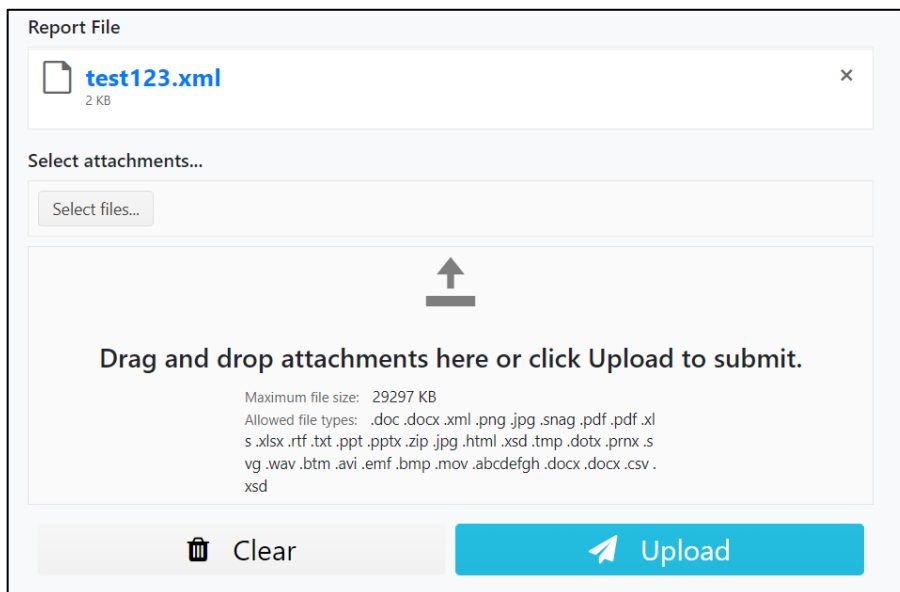 Report File
test123.xml
×
2 KB
Select attachments...
Select files...
Drag and drop attachments here or click Upload to submit.
Maximum file size: 29297 KB
Allowed file types: .doc .docx .xml .png .jpg .snag .pdf .pdf .xl
s .xlsx .rtf .txt .ppt .pptx .zip .jpg .html .xsd .tmp .dotx .prnx .s
vg .wav .btm .avi .emf .bmp .mov .abcdefgh .docx .docx .csv .
xsd
Clear
Upload